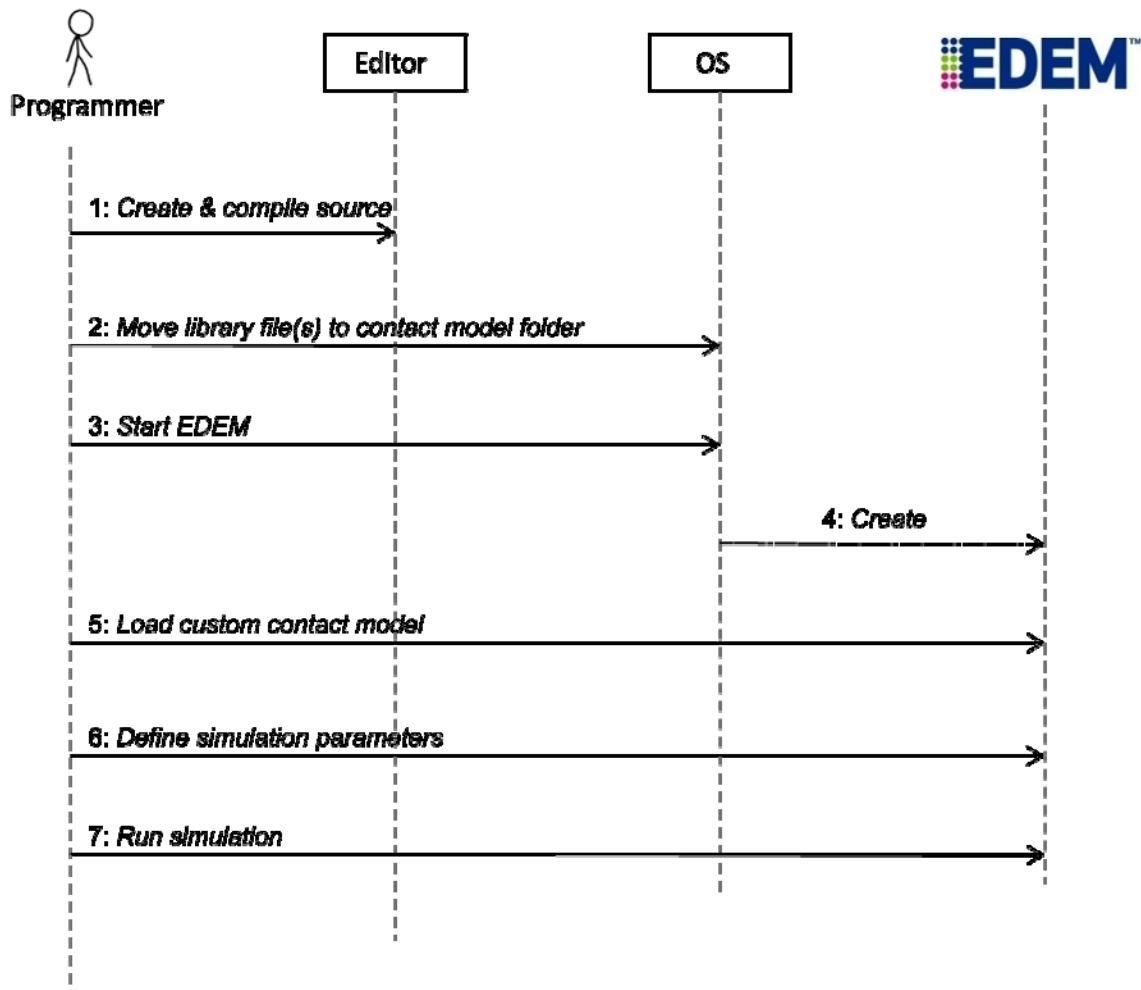 Editor
OS
EDEM™
Programmer
1: Create & compile source
2: Move library file(s) to contact model folder
3: Start EDEM
4: Create
5: Load custom contact model
6: Define simulation parameters
7: Run simulation